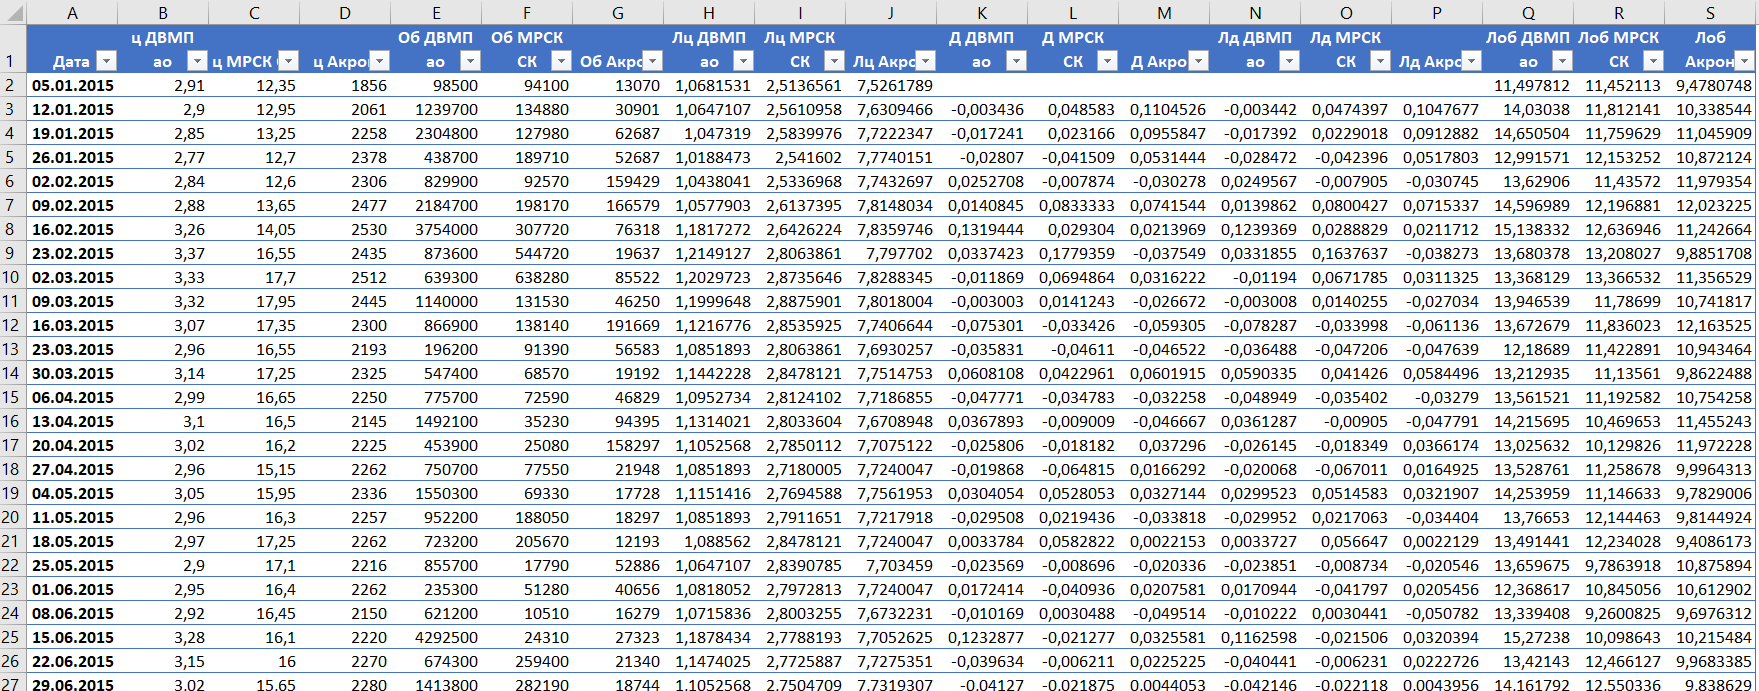 A B C D E F G H I J K L M N O P Q R S
ц ДВМП Об ДВМП Об МРСК Лц ДВМП Лц МРСК Д ДВМП Д МРСК Лд ДВМП Лд МРСК Лоб ДВМП Лоб МРСК Лоб
1 Дата ао ц МРСК ц Акро ао СК Об Акро ао СК Лц Акро ао СК Д Акро ао СК Лд Акро ао СК Акрон
2 05.01.2015 2,91 12,35 1856 98500 94100 13070 1,0681531 2,5136561 7,5261789 11,497812 11,452113 9,4780748
3 12.01.2015 2,9 12,95 2061 1239700 134880 30901 1,0647107 2,5610958 7,6309466 -0,003436 0,048583 0,1104526 -0,003442 0,0474397 0,1047677 14,03038 11,812141 10,338544
4 19.01.2015 2,85 13,25 2258 2304800 127980 62687 1,047319 2,5839976 7,7222347 -0,017241 0,023166 0,0955847 -0,017392 0,0229018 0,0912882 14,650504 11,759629 11,045909
5 26.01.2015 2,77 12,7 2378 438700 189710 52687 1,0188473 2,541602 7,7740151 -0,02807 -0,041509 0,0531444 -0,028472 -0,042396 0,0517803 12,991571 12,153252 10,872124
6 02.02.2015 2,84 12,6 2306 829900 92570 159429 1,0438041 2,5336968 7,7432697 0,0252708 -0,007874 -0,030278 0,0249567 -0,007905 -0,030745 13,62906 11,43572 11,979354
7 09.02.2015 2,88 13,65 2477 2184700 198170 166579 1,0577903 2,6137395 7,8148034 0,0140845 0,0833333 0,0741544 0,0139862 0,0800427 0,0715337 14,596989 12,196881 12,023225
8 16.02.2015 3,26 14,05 2530 3754000 307720 76318 1,1817272 2,6426224 7,8359746 0,1319444 0,029304 0,0213969 0,1239369 0,0288829 0,0211712 15,138332 12,636946 11,242664
9 23.02.2015 3,37 16,55 2435 873600 544720 19637 1,2149127 2,8063861 7,797702 0,0337423 0,1779359 -0,037549 0,0331855 0,1637637 -0,038273 13,680378 13,208027 9,8851708
10 02.03.2015 3,33 17,7 2512 639300 638280 85522 1,2029723 2,8735646 7,8288345 -0,011869 0,0694864 0,0316222 -0,01194 0,0671785 0,0311325 13,368129 13,366532 11,356529
11 09.03.2015 3,32 17,95 2445 1140000 131530 46250 1,1999648 2,8875901 7,8018004 -0,003003 0,0141243 -0,026672 -0,003008 0,0140255 -0,027034 13,946539 11,78699 10,741817
12 16.03.2015 3,07 17,35 2300 866900 138140 191669 1,1216776 2,8535925 7,7406644 -0,075301 -0,033426 -0,059305 -0,078287 -0,033998 -0,061136 13,672679 11,836023 12,163525
13 23.03.2015 2,96 16,55 2193 196200 91390 56583 1,0851893 2,8063861 7,6930257 -0,035831 -0,04611 -0,046522 -0,036488 -0,047206 -0,047639 12,18689 11,422891 10,943464
14 30.03.2015 3,14 17,25 2325 547400 68570 19192 1,1442228 2,8478121 7,7514753 0,0608108 0,0422961 0,0601915 0,0590335 0,041426 0,0584496 13,212935 11,13561 9,8622488
15 06.04.2015 2,99 16,65 2250 775700 72590 46829 1,0952734 2,8124102 7,7186855 -0,047771 -0,034783 -0,032258 -0,048949 -0,035402 -0,03279 13,561521 11,192582 10,754258
16 13.04.2015 3,1 16,5 2145 1492100 35230 94395 1,1314021 2,8033604 7,6708948 0,0367893 -0,009009 -0,046667 0,0361287 -0,00905 -0,047791 14,215695 10,469653 11,455243
17 20.04.2015 3,02 16,2 2225 453900 25080 158297 1,1052568 2,7850112 7,7075122 -0,025806 -0,018182 0,037296 -0,026145 -0,018349 0,0366174 13,025632 10,129826 11,972228
18 27.04.2015 2,96 15,15 2262 750700 77550 21948 1,0851893 2,7180005 7,7240047 -0,019868 -0,064815 0,0166292 -0,020068 -0,067011 0,0164925 13,528761 11,258678 9,9964313
19 04.05.2015 3,05 15,95 2336 1550300 69330 17728 1,1151416 2,7694588 7,7561953 0,0304054 0,0528053 0,0327144 0,0299523 0,0514583 0,0321907 14,253959 11,146633 9,7829006
20 11.05.2015 2,96 16,3 2257 952200 188050 18297 1,0851893 2,7911651 7,7217918 -0,029508 0,0219436 -0,033818 -0,029952 0,0217063 -0,034404 13,76653 12,144463 9,8144924
21 18.05.2015 2,97 17,25 2262 723200 205670 12193 1,088562 2,8478121 7,7240047 0,0033784 0,0582822 0,0022153 0,0033727 0,056647 0,0022129 13,491441 12,234028 9,4086173
22 25.05.2015 2,9 17,1 2216 855700 17790 52886 1,0647107 2,8390785 7,703459 -0,023569 -0,008696 -0,020336 -0,023851 -0,008734 -0,020546 13,659675 9,7863918 10,875894
23 01.06.2015 2,95 16,4 2262 235300 51280 40656 1,0818052 2,7972813 7,7240047 0,0172414 -0,040936 0,0207581 0,0170944 -0,041797 0,0205456 12,368617 10,845056 10,612902
24 08.06.2015 2,92 16,45 2150 621200 10510 16279 1,0715836 2,8003255 7,6732231 -0,010169 0,0030488 -0,049514 -0,010222 0,0030441 -0,050782 13,339408 9,2600825 9,6976312
25 15.06.2015 3,28 16,1 2220 4292500 24310 27323 1,1878434 2,7788193 7,7052625 0,1232877 -0,021277 0,0325581 0,1162598 -0,021506 0,0320394 15,27238 10,098643 10,215484
26 22.06.2015 3,15 16 2270 674300 259400 21340 1,1474025 2,7725887 7,7275351 -0,039634 -0,006211 0,0225225 -0,040441 -0,006231 0,0222726 13,42143 12,466127 9,9683385
27 29.06.2015 3,02 15,65 2280 1413800 282190 18744 1,1052568 2,7504709 7,7319307 -0,04127 -0,021875 0,0044053 -0,042146 -0,022118 0,0043956 14,161792 12,550336 9,838629